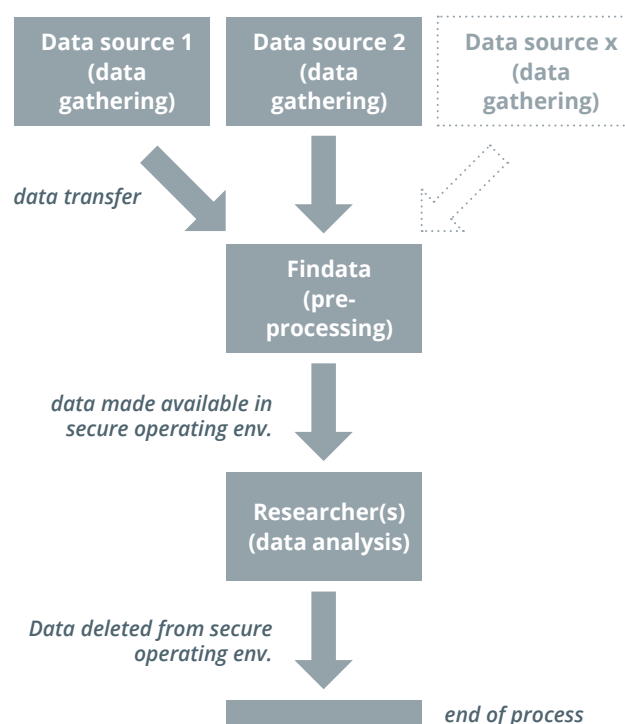 Data source 1
(data
gathering)
Data source 2
(data
gathering)
Data source x
(data
gathering)
data transfer
Findata
(pre-
processing)
data made available in
secure operating env.
Researcher(s)
(data analysis)
Data deleted from secure
operating env.
end of process